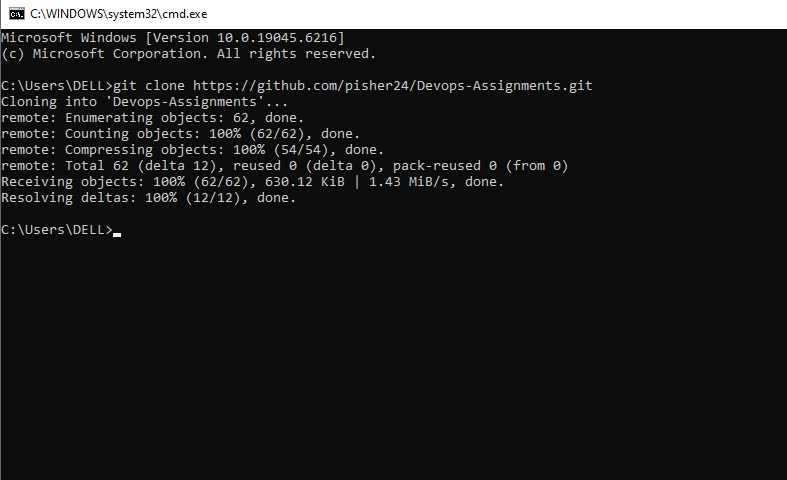 C:\WINDOWS\system32\cmd.exe
Microsoft Windows [Version 10.0.19045.6216]
(c) Microsoft Corporation. All rights reserved.
C:\Users\DELL>git clone https://github.com/pisher24/Devops-Assignments.git
Cloning into 'Devops-Assignments'...
remote: Enumerating objects: 62, done.
remote: Counting objects: 100% (62/62), done.
remote: Compressing objects: 100% (54/54), done.
remote: Total 62 (delta 12), reused 0 (delta 0), pack-reused 0 (from 0)
Receiving objects: 100% (62/62), 630.12 KiB | 1.43 MiB/s, done.
Resolving deltas: 100% (12/12), done.
C:\Users\DELL>